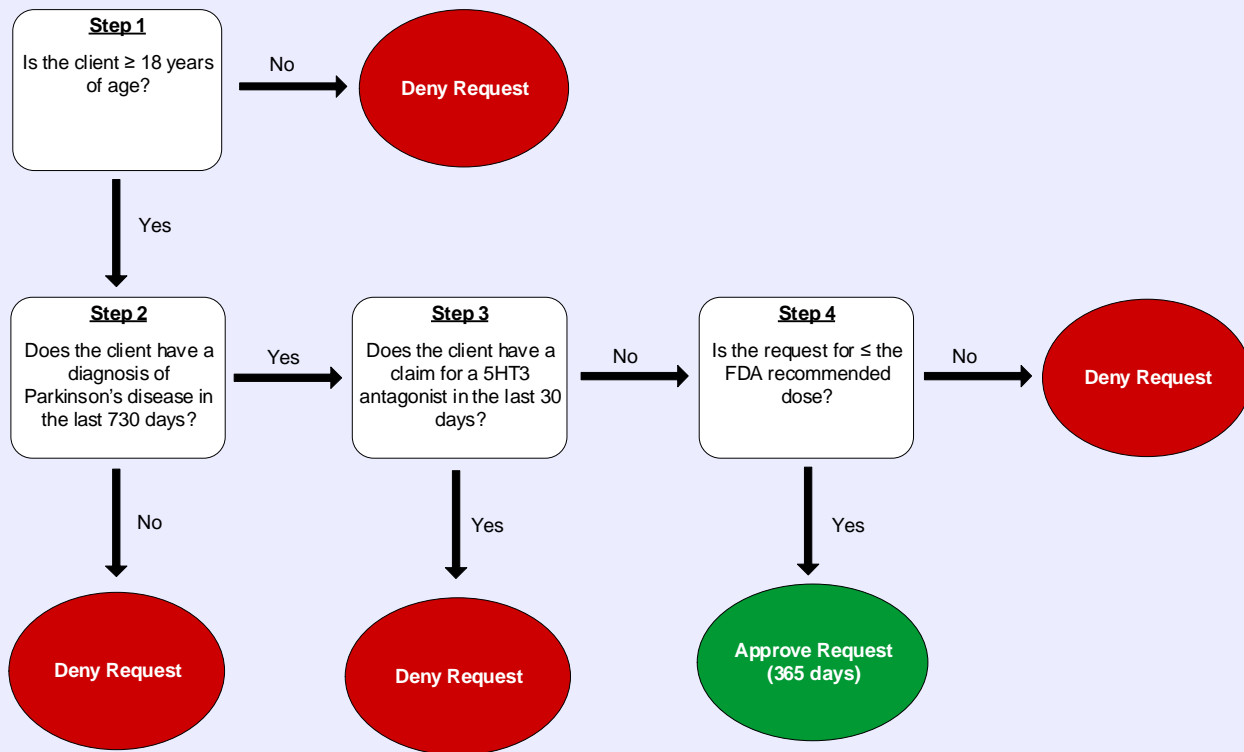 Step 1
Is the client ≥ 18 years
of age?
No
Deny Request
Yes
Step 2
Does the client have a
diagnosis of
Parkinson's disease in
the last 730 days?
Yes
Step 3
Does the client have a
claim for a 5HT3
antagonist in the last 30
days?
No
Step 4
Is the request for ≤ the
FDA recommended
dose?
No
Deny Request
No
Yes
Yes
Deny Request
Deny Request
Approve Request
(365 days)